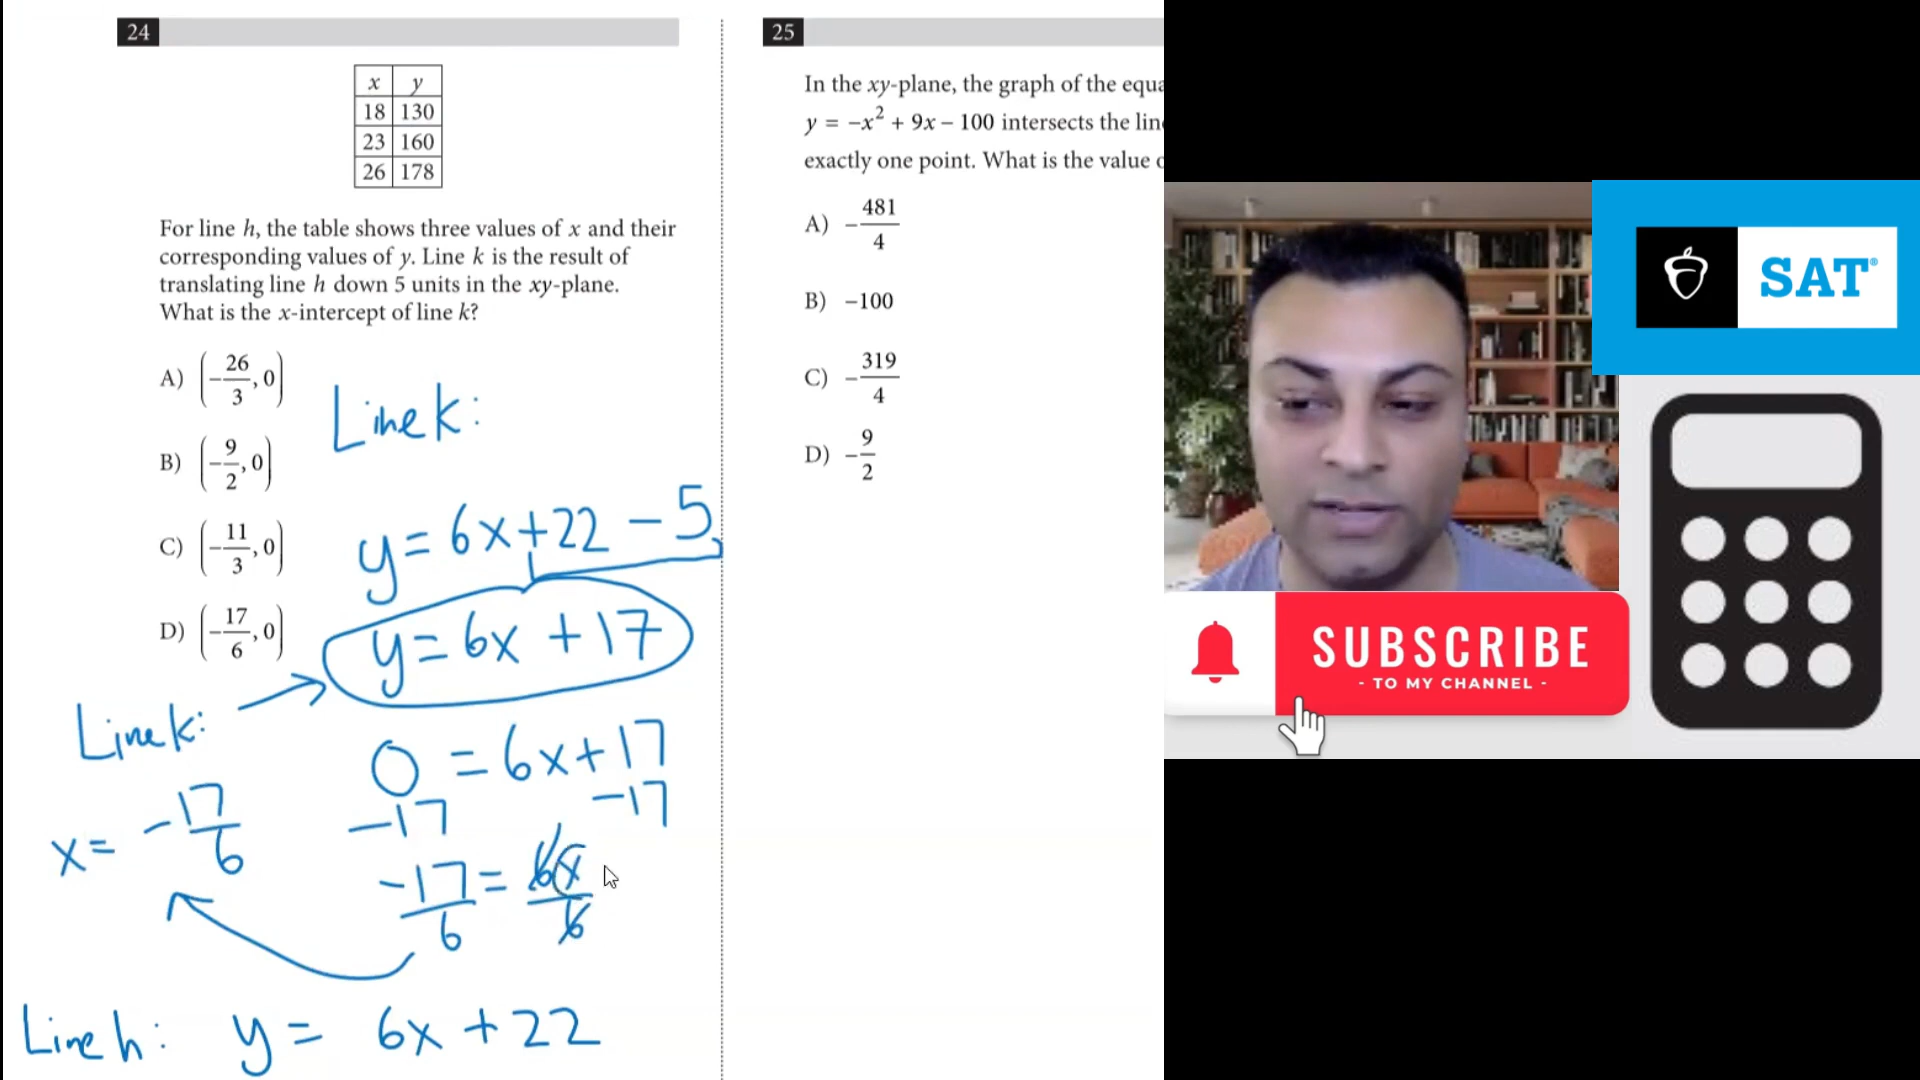 24
x y
18 130
23 160
26 178
For line h, the table shows three values of x and their
corresponding values of y. Line k is the result of
translating line h down 5 units in the xy-plane.
What is the x-intercept of line k?
A) (-26/3, 0)
B) (-9/2, 0)
C) (-11/3, 0)
D) (-17/6, 0)
Line k:
y = 6x + 22 - 5
y = 6x + 17
Line k:
0 = 6x + 17
-17 -17
-17/6 = 6x/6
x = -17/6
Line h: y = 6x + 22
25
In the xy-plane, the graph of the equa
y = −x² + 9x − 100 intersects the lin
exactly one point. What is the value
A) -481/4
B) −100
C) -319/4
D) -9/2
SAT®
SUBSCRIBE
- TO MY CHANNEL -